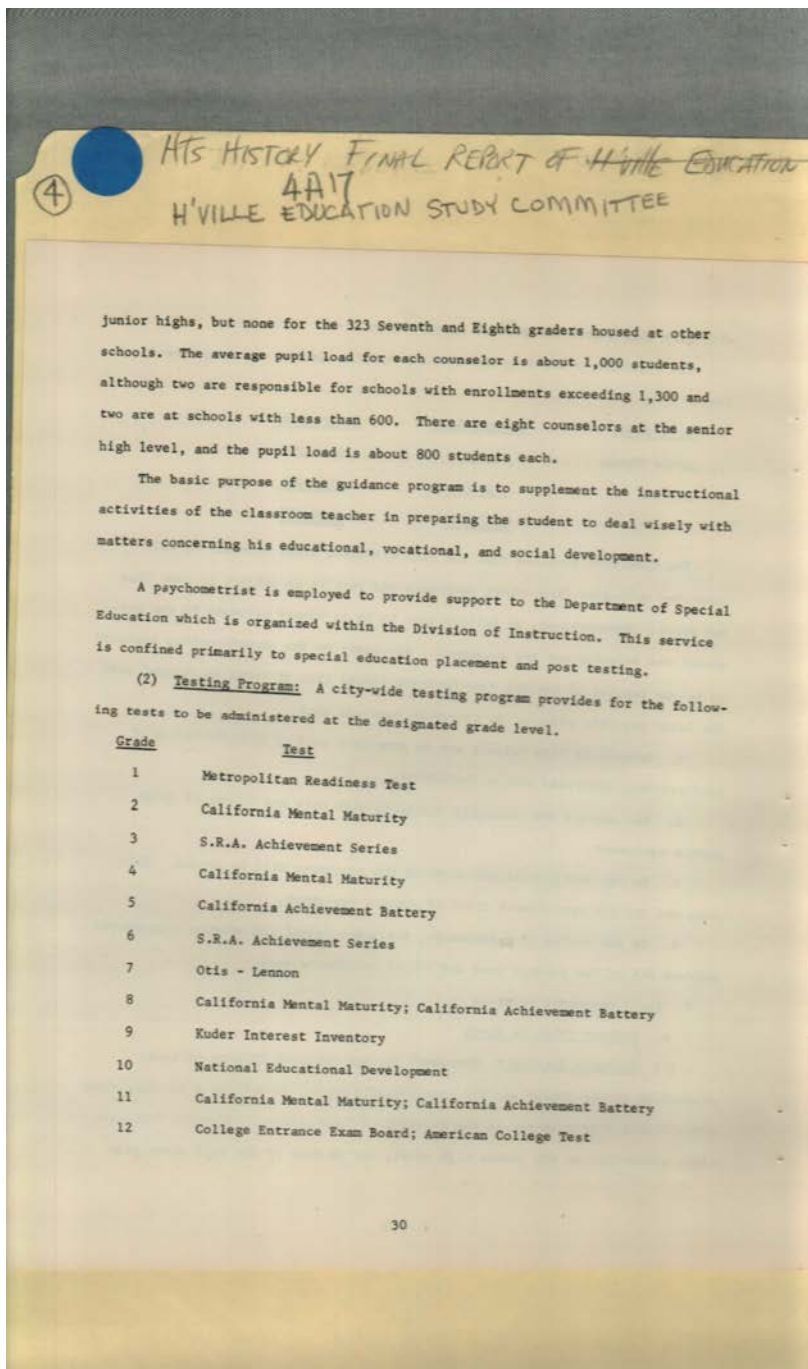 HTS HISTORY FINAL REPORT OF H'ville EDUCATION
4A17
④ H'VILLE EDUCATION STUDY COMMITTEE
junior highs, but none for the 323 Seventh and Eighth graders housed at other
schools. The average pupil load for each counselor is about 1,000 students,
although two are responsible for schools with enrollments exceeding 1,300 and
two are at schools with less than 600. There are eight counselors at the senior
high level, and the pupil load is about 800 students each.
The basic purpose of the guidance program is to supplement the instructional
activities of the classroom teacher in preparing the student to deal wisely with
matters concerning his educational, vocational, and social development.
A psychometrist is employed to provide support to the Department of Special
Education which is organized within the Division of Instruction. This service
is confined primarily to special education placement and post testing.
(2) Testing Program: A city-wide testing program provides for the follow-
ing tests to be administered at the designated grade level.
Grade Test
1 Metropolitan Readiness Test
2 California Mental Maturity
3 S.R.A. Achievement Series
4 California Mental Maturity
5 California Achievement Battery
6 S.R.A. Achievement Series
7 Otis - Lennon
8 California Mental Maturity; California Achievement Battery
9 Kuder Interest Inventory
10 National Educational Development
11 California Mental Maturity; California Achievement Battery
12 College Entrance Exam Board; American College Test
30